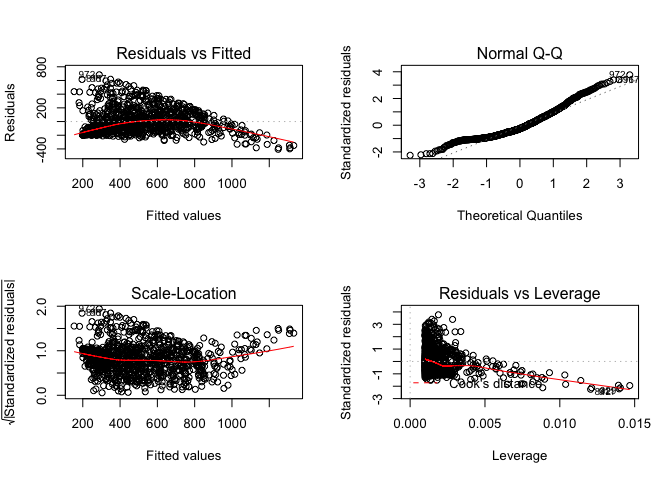 Residuals vs Fitted
Residuals
800
200
-400
972
200 400 600 800 1000
Fitted values
Normal Q-Q
Standardized residuals
4
2
0
-2
972
-3 -2 -1 0 1 2 3
Theoretical Quantiles
Scale-Location
√|Standardized residuals|
2.0
1.0
0.0
200 400 600 800 1000
Fitted values
Residuals vs Leverage
Standardized residuals
3
1
-1
-3
Cook's distance
0.000 0.005 0.010 0.015
Leverage